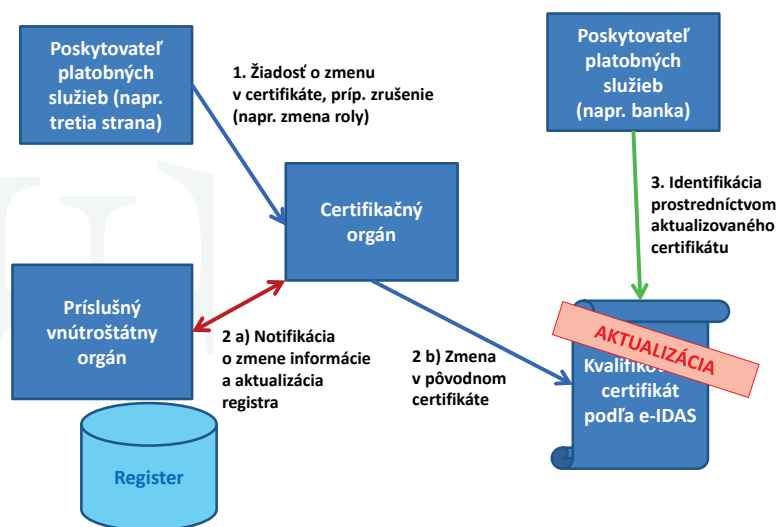 Poskytovateľ
platobných
služieb (napr.
tretia strana)
1. Žiadosť o zmenu
v certifikáte, príp. zrušenie
(napr. zmena roly)
Poskytovateľ
platobných
služieb
(napr. banka)
Certifikačný
orgán
3. Identifikácia
prostredníctvom
aktualizovaného
certifikátu
Príslušný
vnútroštátny
orgán
2 a) Notifikácia
o zmene informácie
a aktualizácia
registra
2 b) Zmena
v pôvodnom
certifikáte
AKTUALIZÁCIA
certifikát
podľa e-IDAS
Register